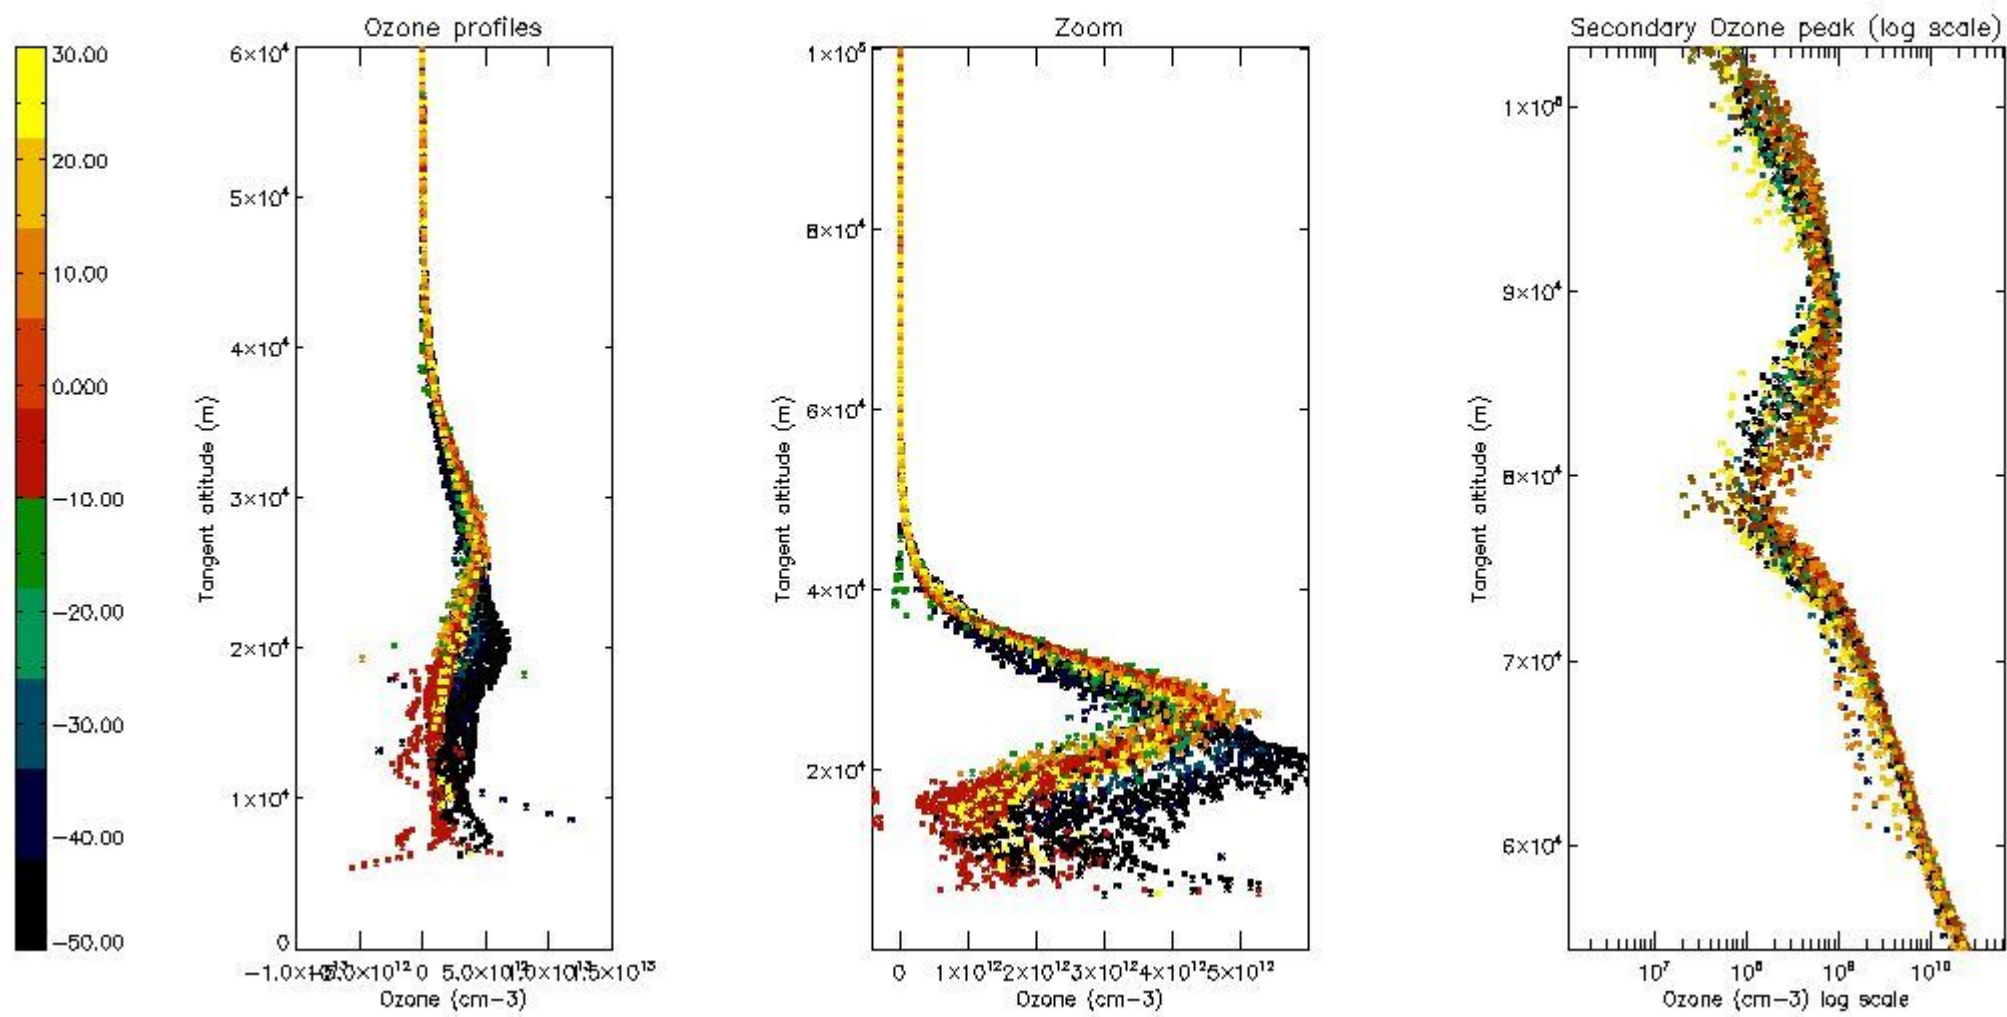 Ozone profiles
Zoom
Secondary Ozone peak (log scale)
30.00
20.00
10.00
0.000
−10.00
−20.00
−30.00
−40.00
−50.00
6×10⁴
5×10⁴
4×10⁴
3×10⁴
2×10⁴
1×10⁴
0
Tangent altitude (m)
0
Ozone (cm−3)
1×10⁵
8×10⁴
6×10⁴
4×10⁴
2×10⁴
Tangent altitude (m)
0 1×10¹² 2×10¹² 3×10¹² 4×10¹² 5×10¹²
Ozone (cm−3)
9×10⁴
8×10⁴
7×10⁴
6×10⁴
Tangent altitude (m)
10⁷ 10⁸ 10⁹ 10¹⁰
Ozone (cm−3) log scale